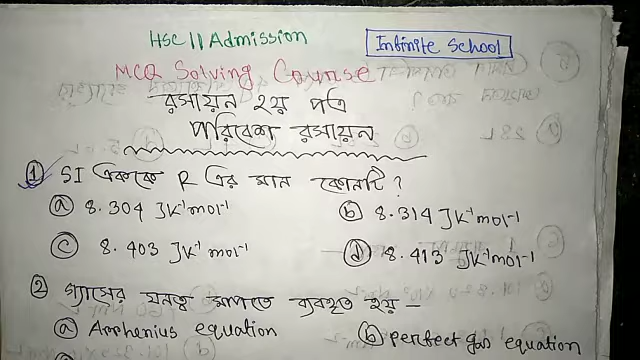 HSC || Admission
Infinite School
MCQ Solving Course
রসায়ন ২য় পত্র
পরিবেশ রসায়ন
① SI এককে R এর মান কোনটি?
ⓐ 8.304 JK⁻¹mol⁻¹ ⓑ 8.314 JK⁻¹mol⁻¹
ⓒ 8.403 JK⁻¹mol⁻¹ ⓓ 8.413 JK⁻¹mol⁻¹
② গ্যাসের ঘনত্ব মাপতে ব্যবহৃত হয় –
ⓐ Arrhenius equation ⓑ perfect gas equation